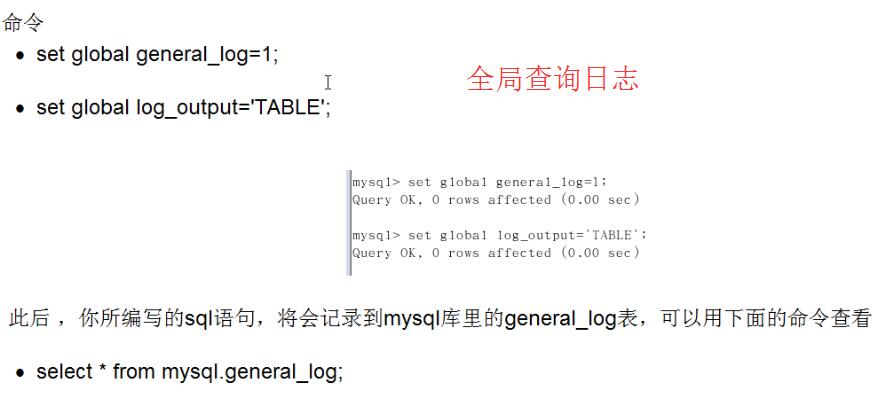 命令
• set global general_log=1;
全局查询日志
• set global log_output='TABLE';
mysql> set global general_log=1;
Query OK, 0 rows affected (0.00 sec)
mysql> set global log_output='TABLE';
Query OK, 0 rows affected (0.00 sec)
此后 ，你所编写的sql语句，将会记录到mysql库里的general_log表，可以用下面的命令查看
• select * from mysql.general_log;